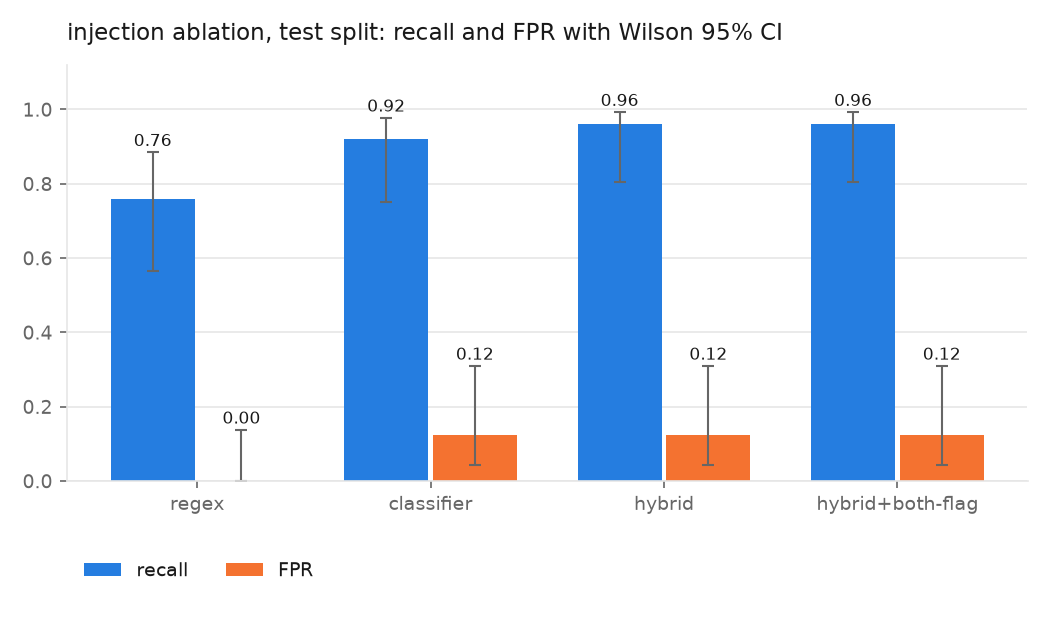 injection ablation, test split: recall and FPR with Wilson 95% CI
1.0
0.8
0.6
0.4
0.2
0.0
0.76
0.00
0.92
0.12
0.96
0.12
0.96
0.12
regex
classifier
hybrid
hybrid+both-flag
recall
FPR